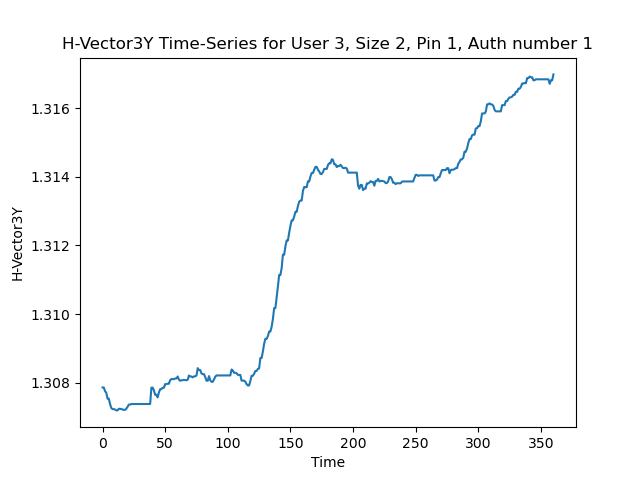 H-Vector3Y Time-Series for User 3, Size 2, Pin 1, Auth number 1
1.316
1.314
1.312
1.310
1.308
H-Vector3Y
0 50 100 150 200 250 300 350
Time